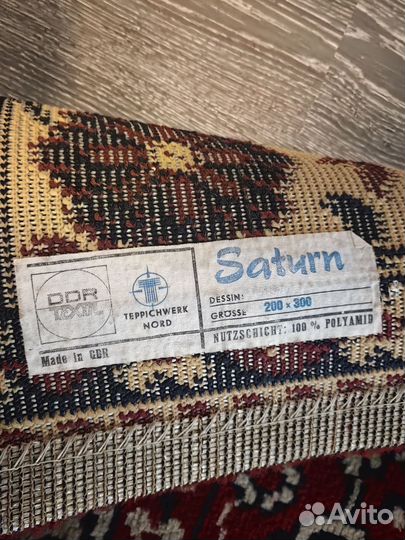 DDR
TEXTIL
Made in GDR
TEPPICHWERK
NORD
Saturn
DESSIN:
GRÖSSE: 200 x 300
NUTZSCHICHT: 100 % POLYAMID
Avito